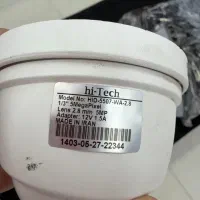 hi-Tech
Model No: HID-5507-WA-2.8
1/3" 5MegaPixel
Lens 2.8 mm 5MP
Adapter: 12V 1.5A
MADE IN IRAN
1403-05-27-22344